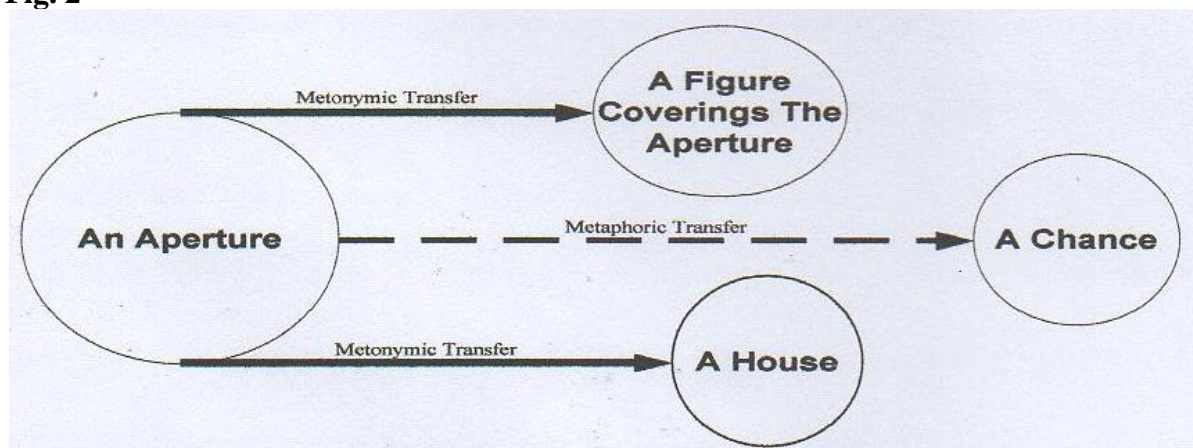 Fig. 2
Metonymic Transfer
A Figure
Coverings The
Aperture
An Aperture
Metaphoric Transfer
A Chance
Metonymic Transfer
A House